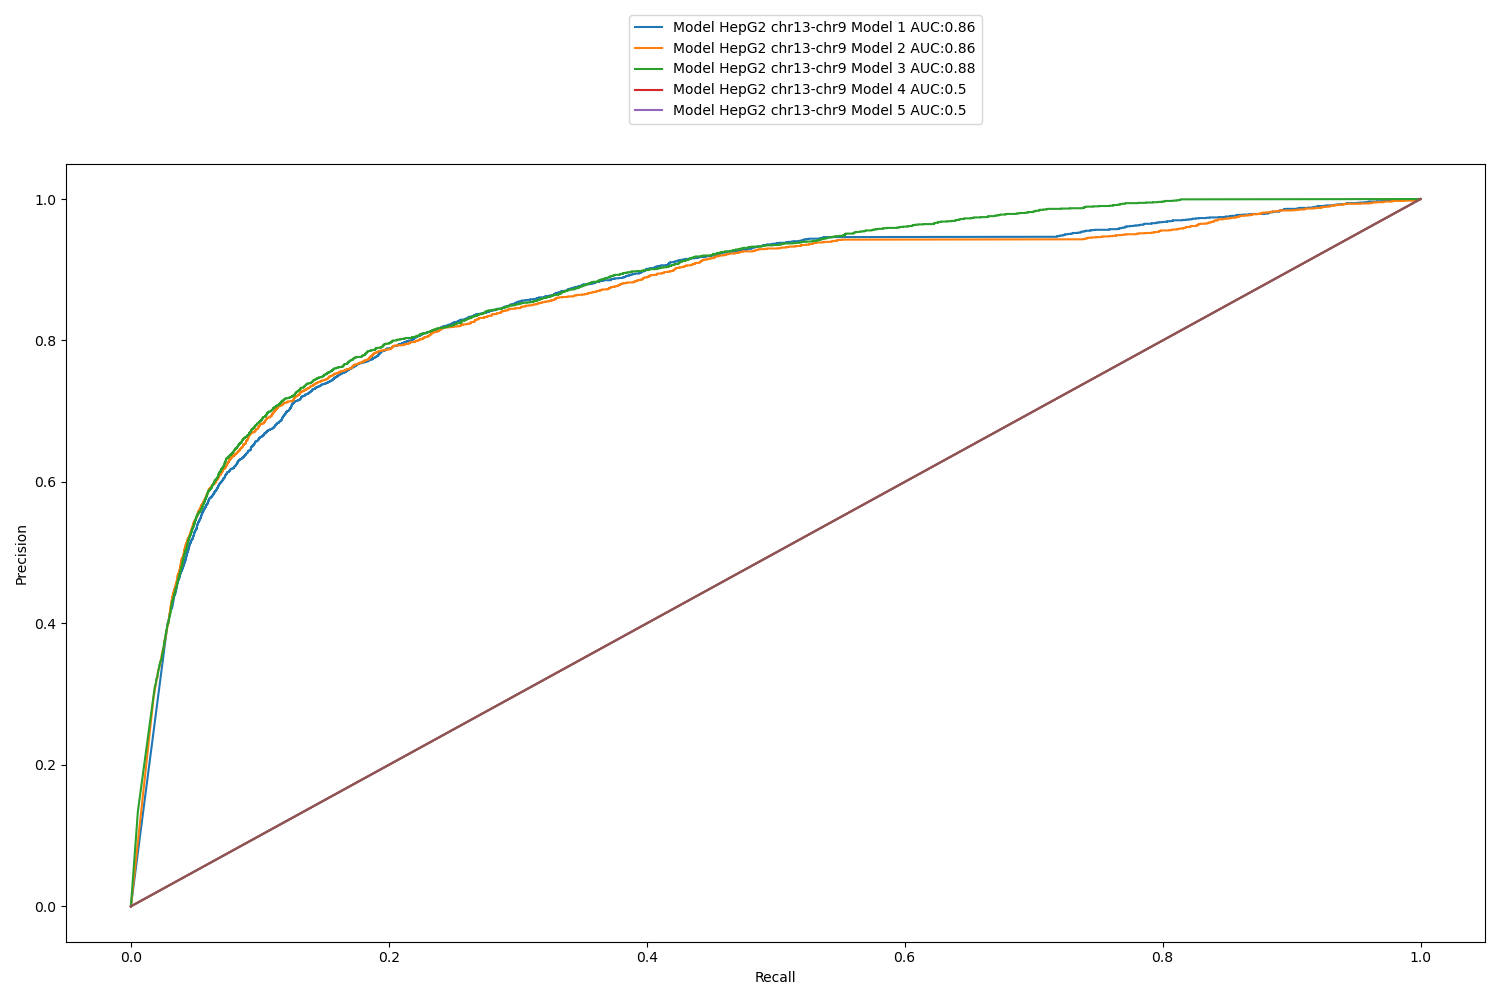 Model HepG2 chr13-chr9 Model 1 AUC:0.86
Model HepG2 chr13-chr9 Model 2 AUC:0.86
Model HepG2 chr13-chr9 Model 3 AUC:0.88
Model HepG2 chr13-chr9 Model 4 AUC:0.5
Model HepG2 chr13-chr9 Model 5 AUC:0.5
1.0
0.8
0.6
0.4
0.2
0.0
Precision
0.0 0.2 0.4 0.6 0.8 1.0
Recall